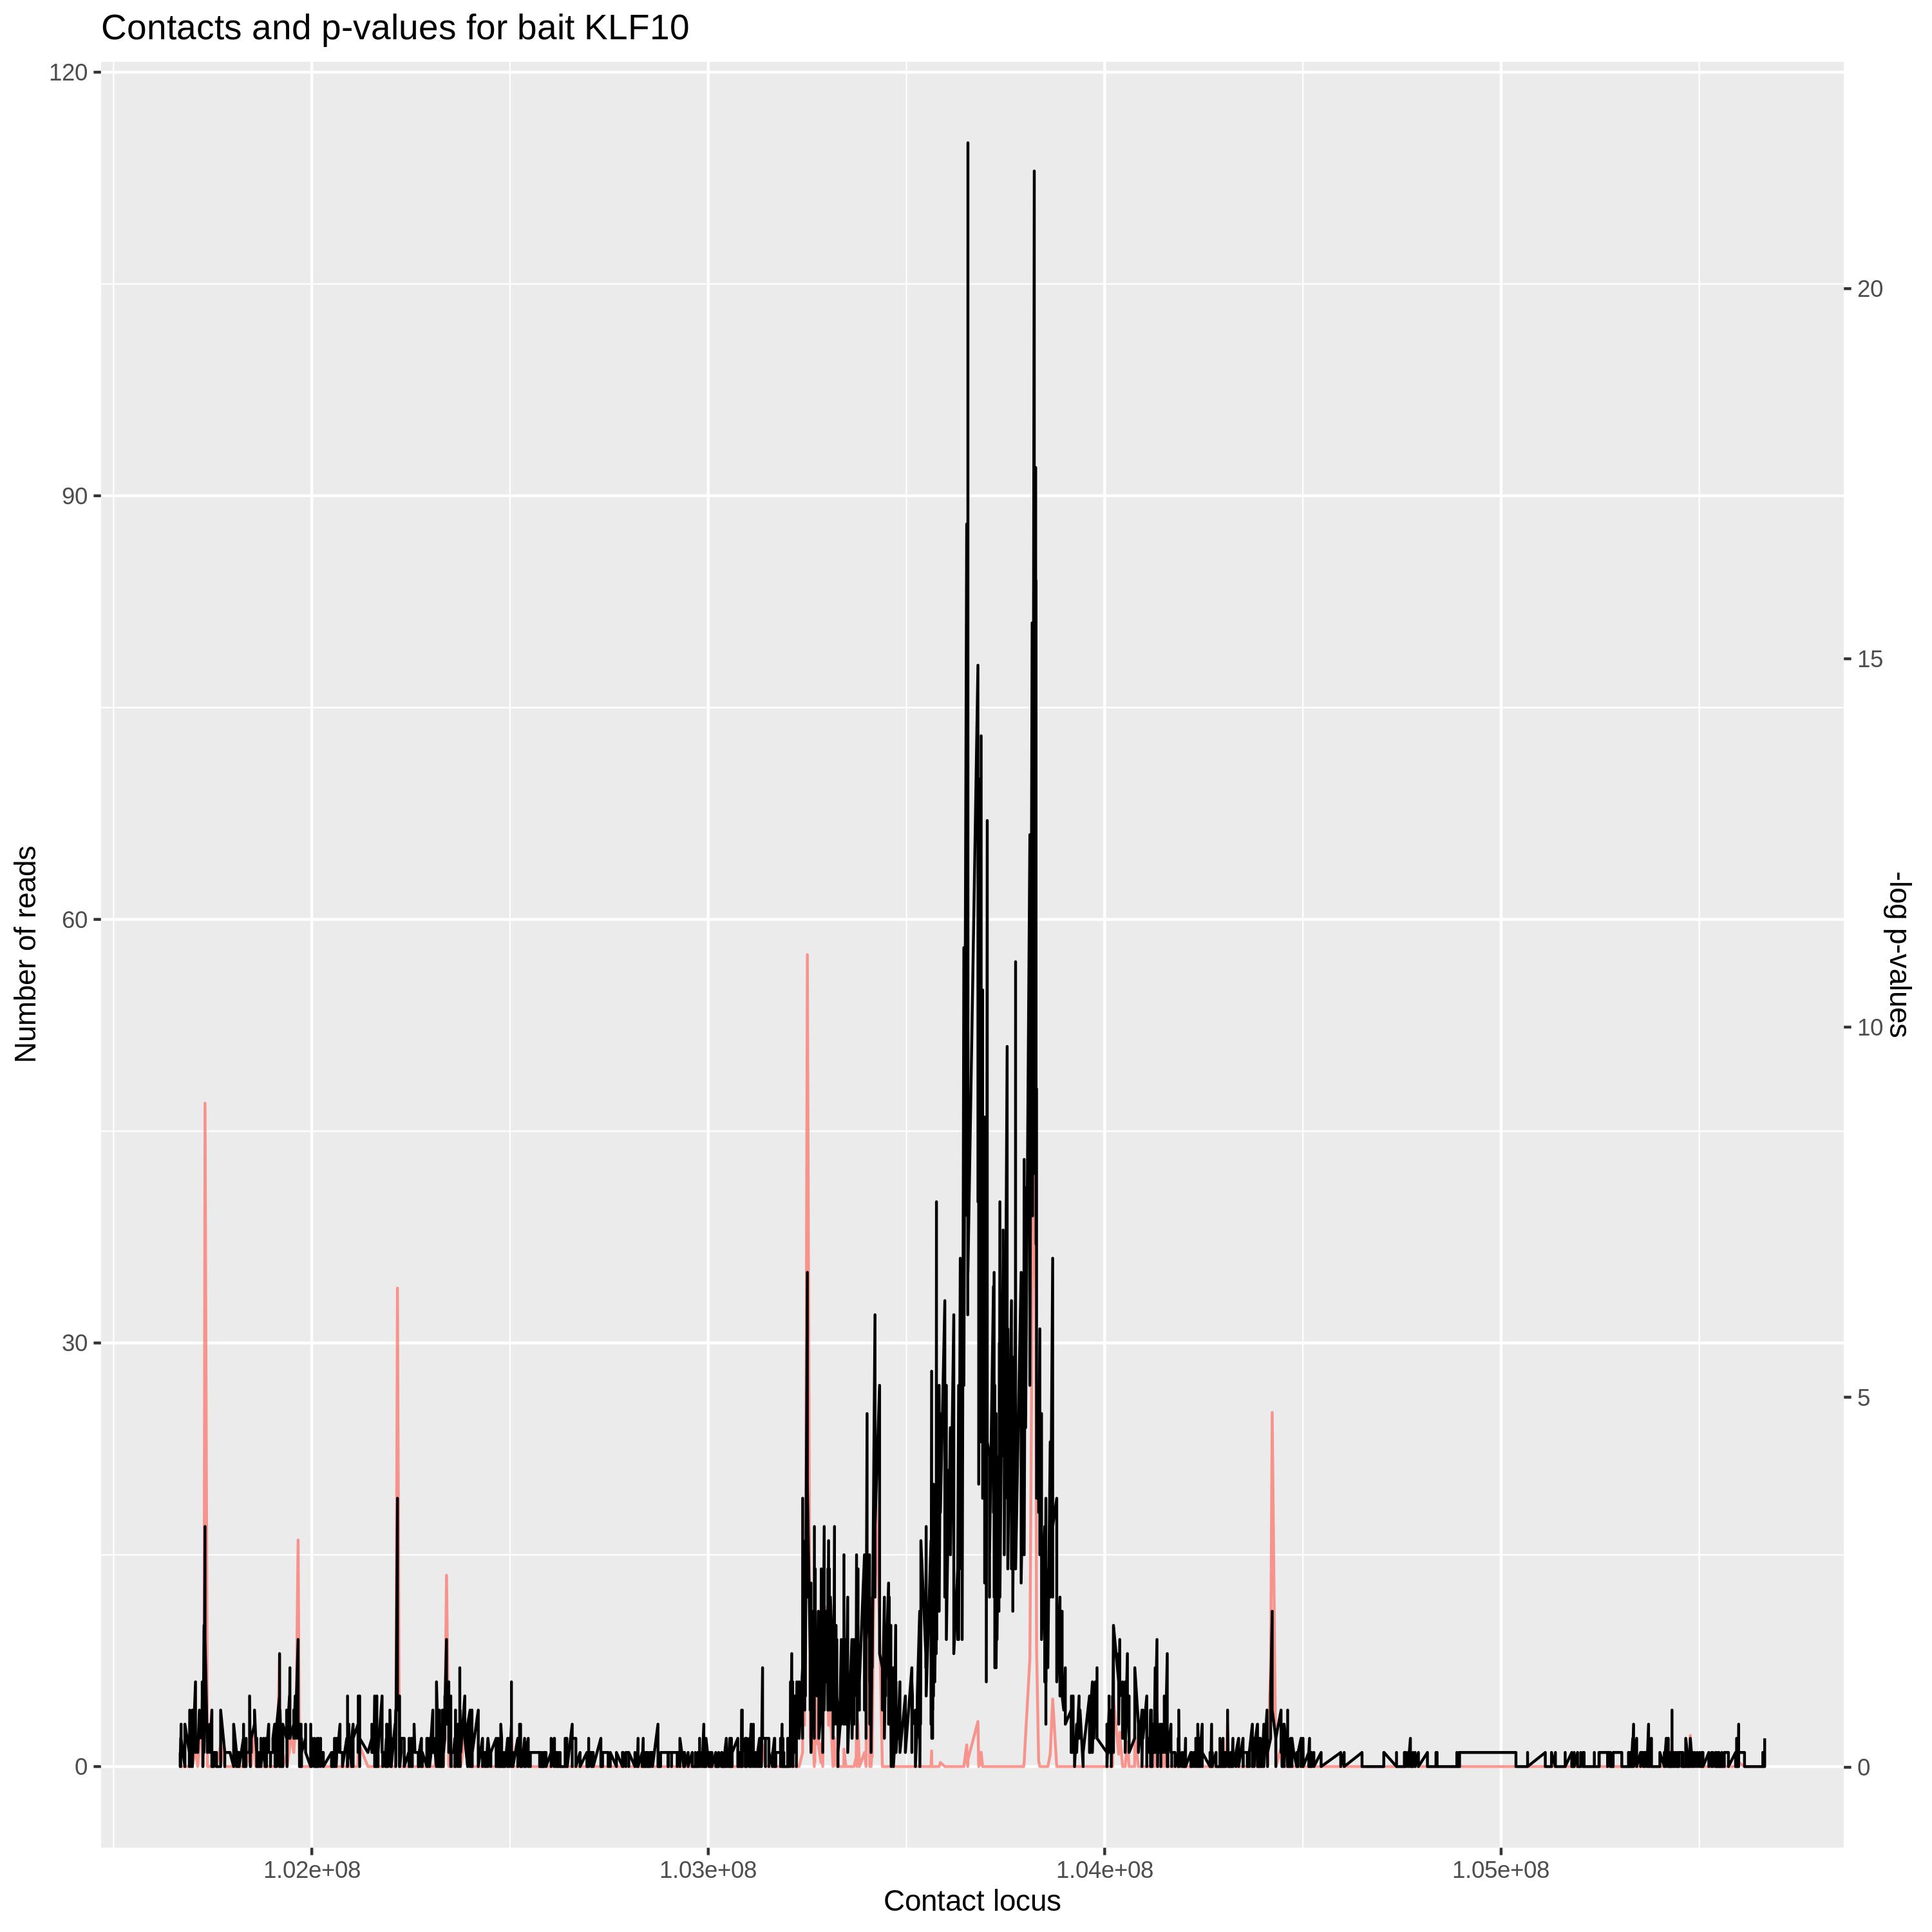 Contacts and p-values for bait KLF10
120
90
60
30
0
Number of reads
20
15
10
5
0
-log p-values
1.02e+08
1.03e+08
1.04e+08
1.05e+08
Contact locus